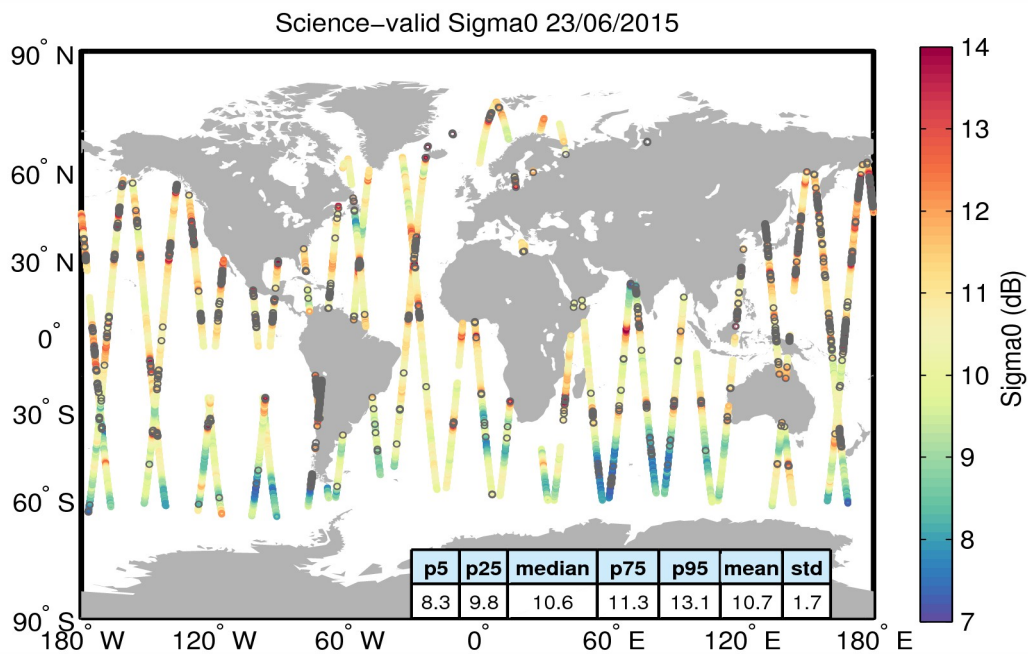 Science−valid Sigma0 23/06/2015
90° N
60° N
30° N
0°
30° S
60° S
90° S
180° W
120° W
60° W
0°
60° E
120° E
180° E
p5 p25 median p75 p95 mean std
8.3 9.8 10.6 11.3 13.1 10.7 1.7
14
13
12
11
10
9
8
7
Sigma0 (dB)